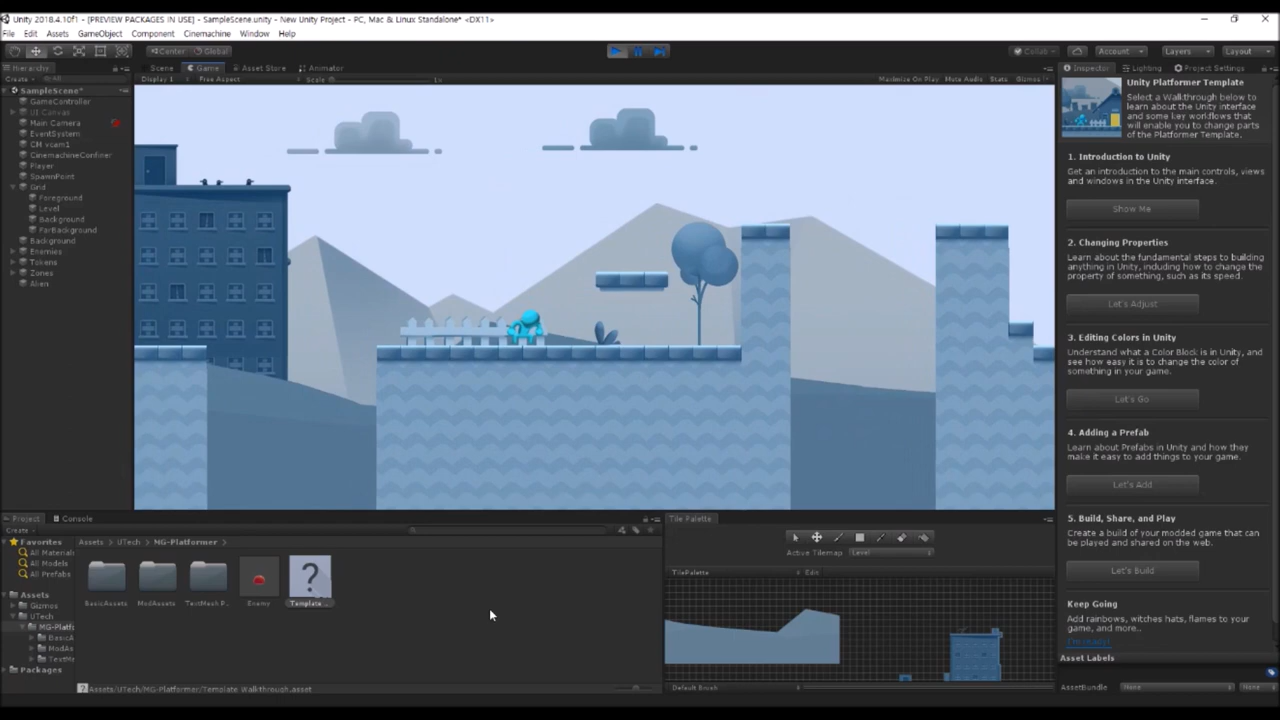 Unity 2018.4.10f1 - [PREVIEW PACKAGES IN USE] - SampleScene.unity - New Unity Project - PC, Mac & Linux Standalone* <DX11>
File Edit Assets GameObject Component Cinemachine Window Help
Center Global Collab Account Layers Layout
Hierarchy Scene Game Asset Store Animator Inspector Lighting Project Settings
Create All Display 1 Free Aspect Scale 1x Maximize On Play Mute Audio Stats Gizmos
SampleScene*
GameController
UI Canvas
Main Camera
EventSystem
CM vcam1
CinemachineConfiner
Player
SpawnPoint
Grid
Foreground
Level
Background
FarBackground
Background
Enemies
Tokens
Zones
Alien
Unity Platformer Template
Select a Walkthrough below to
learn about the Unity interface
and some key workflows that
will enable you to change parts
of the Platformer Template.
1. Introduction to Unity
Get an introduction to the main controls, views
and windows in the Unity interface.
Show Me
2. Changing Properties
Learn about the fundamental steps to building
anything in Unity, including how to change the
property of something, such as its speed.
Let's Adjust
3. Editing Colors in Unity
Understand what a Color Block is in Unity, and
see how easy it is to change the color of
something in your game.
Let's Go
4. Adding a Prefab
Learn about Prefabs in Unity and how they
make it easy to add things to your game.
Let's Add
5. Build, Share, and Play
Create a build of your modded game that can
be played and shared on the web.
Let's Build
Keep Going
Add rainbows, witches hats, flames to your
game, and more..
Asset Labels
AssetBundle None None
Project Console
Create
Favorites
All Materials
All Models
All Prefabs
Assets
Gizmos
UTech
MG-Platfo
BasicA
ModAs
TextM
Packages
Assets UTech MG-Platformer
BasicAssets ModAssets TextMesh P... Enemy Template ...
Assets/UTech/MG-Platformer/Template Walkthrough.asset
Tile Palette
Active Tilemap Level
TilePalette Edit
Default Brush